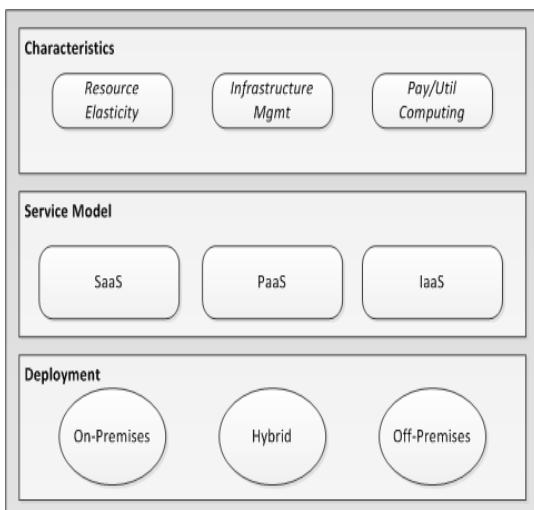 Characteristics
Resource Infrastructure Pay/Util
Elasticity Mgmt Computing
Service Model
SaaS PaaS IaaS
Deployment
On-Premises Hybrid Off-Premises